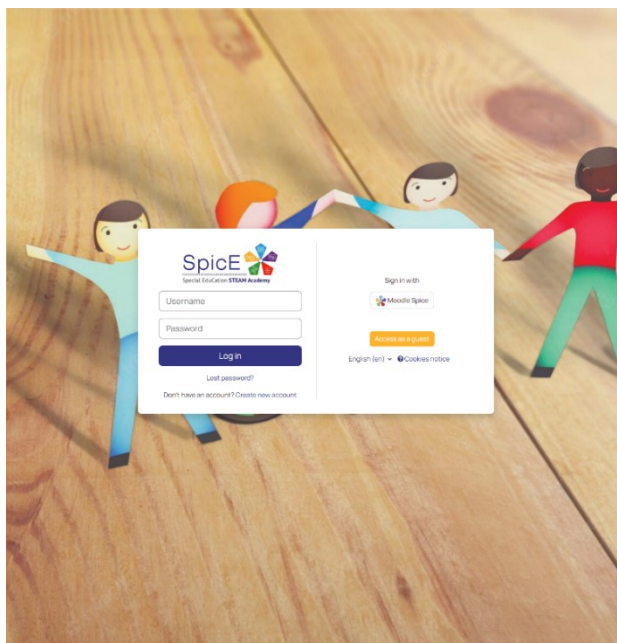 SpicE
Special EduCation STEAM Academy
Username
Password
Log in
Lost password?
Don't have an account? Create new account
Sign in with
Moodle Spice
Access as a guest
English (en)
Cookies notice